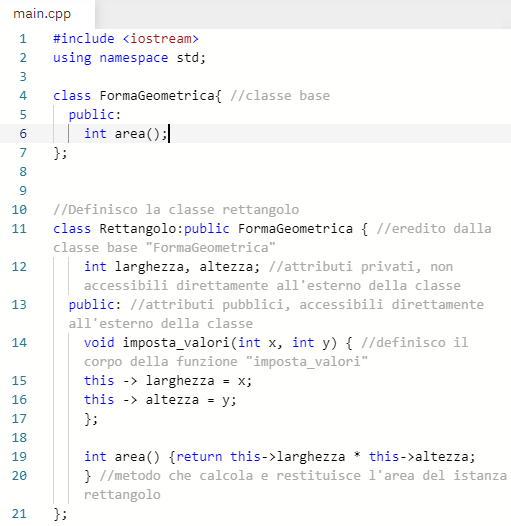 main.cpp
1 #include <iostream>
2 using namespace std;
3
4 class FormaGeometrica{ //classe base
5 public:
6 int area();
7 };
8
9
10 //Definisco la classe rettangolo
11 class Rettangolo:public FormaGeometrica { //eredito dalla
classe base "FormaGeometrica"
12 int larghezza, altezza; //attributi privati, non
accessibili direttamente all'esterno della classe
13 public: //attributi pubblici, accessibili direttamente
all'esterno della classe
14 void imposta_valori(int x, int y) { //definisco il
corpo della funzione "imposta_valori"
15 this -> larghezza = x;
16 this -> altezza = y;
17 };
18
19 int area() {return this->larghezza * this->altezza;
20 } //metodo che calcola e restituisce l'area del istanza
rettangolo
21 };